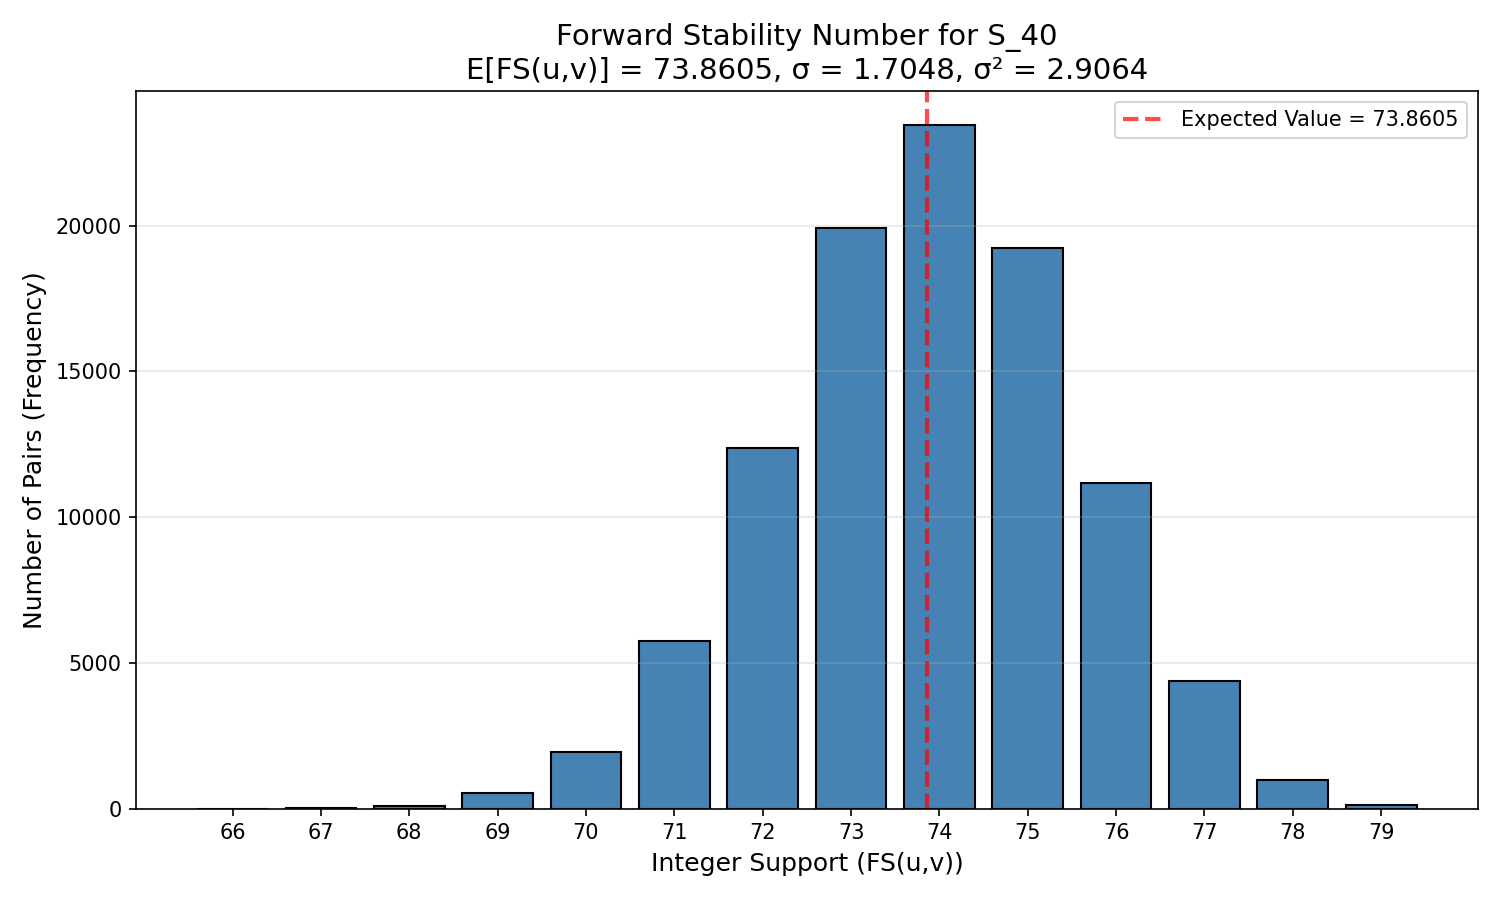 Forward Stability Number for S_40
E[FS(u,v)] = 73.8605, σ = 1.7048, σ² = 2.9064
Expected Value = 73.8605
Number of Pairs (Frequency)
20000
15000
10000
5000
0
66 67 68 69 70 71 72 73 74 75 76 77 78 79
Integer Support (FS(u,v))